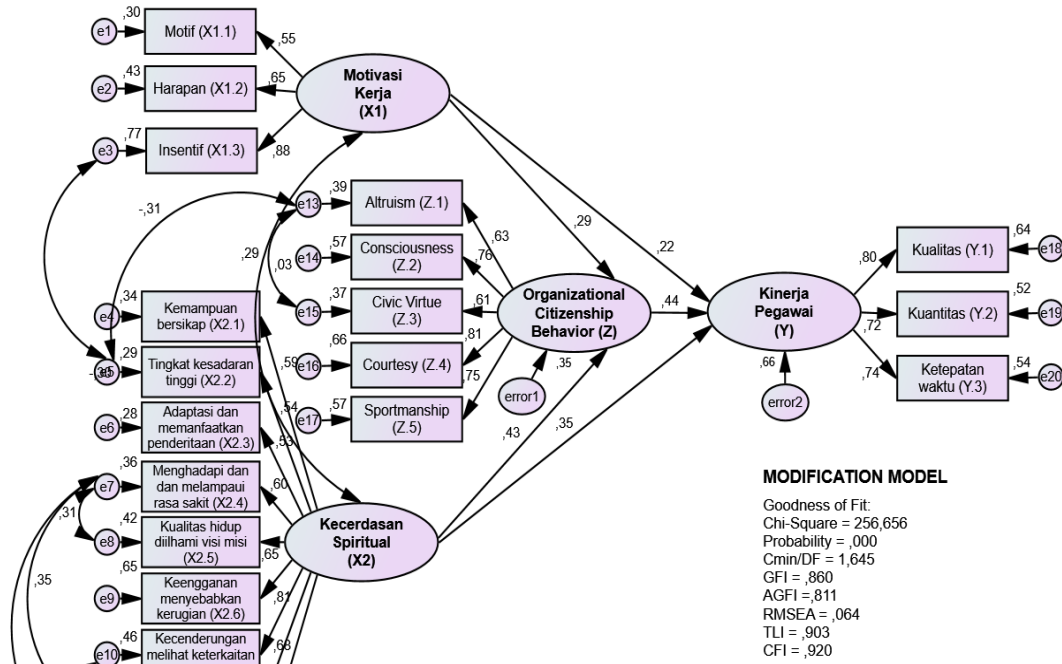 ,30
e1
Motif (X1.1)
,55
,43
e2
Harapan (X1.2)
,65
,77
e3
Insentif (X1.3)
,88
Motivasi
Kerja
(X1)
-,31
,29
,03
,39
e13
Altruism (Z.1)
,63
,57
e14
Consciousness
(Z.2)
,76
,37
e15
Civic Virtue
(Z.3)
,61
,66
e16
Courtesy (Z.4)
,81
,57
e17
Sportmanship
(Z.5)
,75
Organizational
Citizenship
Behavior (Z)
,35
error1
,29
,22
,44
,43
,35
Kinerja
Pegawai
(Y)
,66
error2
,80
Kualitas (Y.1)
,64
e18
,72
Kuantitas (Y.2)
,52
e19
,74
Ketepatan
waktu (Y.3)
,54
e20
,34
e4
Kemampuan
bersikap (X2.1)
,59
,29
Tingkat kesadaran
tinggi (X2.2)
,54
,28
e6
Adaptasi dan
memanfaatkan
penderitaan (X2.3)
,53
,36
e7
Menghadapi dan
dan melampaui
rasa sakit (X2.4)
,60
,31
,42
e8
Kualitas hidup
diilhami visi misi
(X2.5)
,65
,65
e9
Keengganan
menyebabkan
kerugian (X2.6)
,81
,35
,46
e10
Kecenderungan
melihat keterkaitan
,68
Kecerdasan
Spiritual
(X2)
MODIFICATION MODEL
Goodness of Fit:
Chi-Square = 256,656
Probability = ,000
Cmin/DF = 1,645
GFI = ,860
AGFI=,811
RMSEA = ,064
TLI = ,903
CFI = ,920